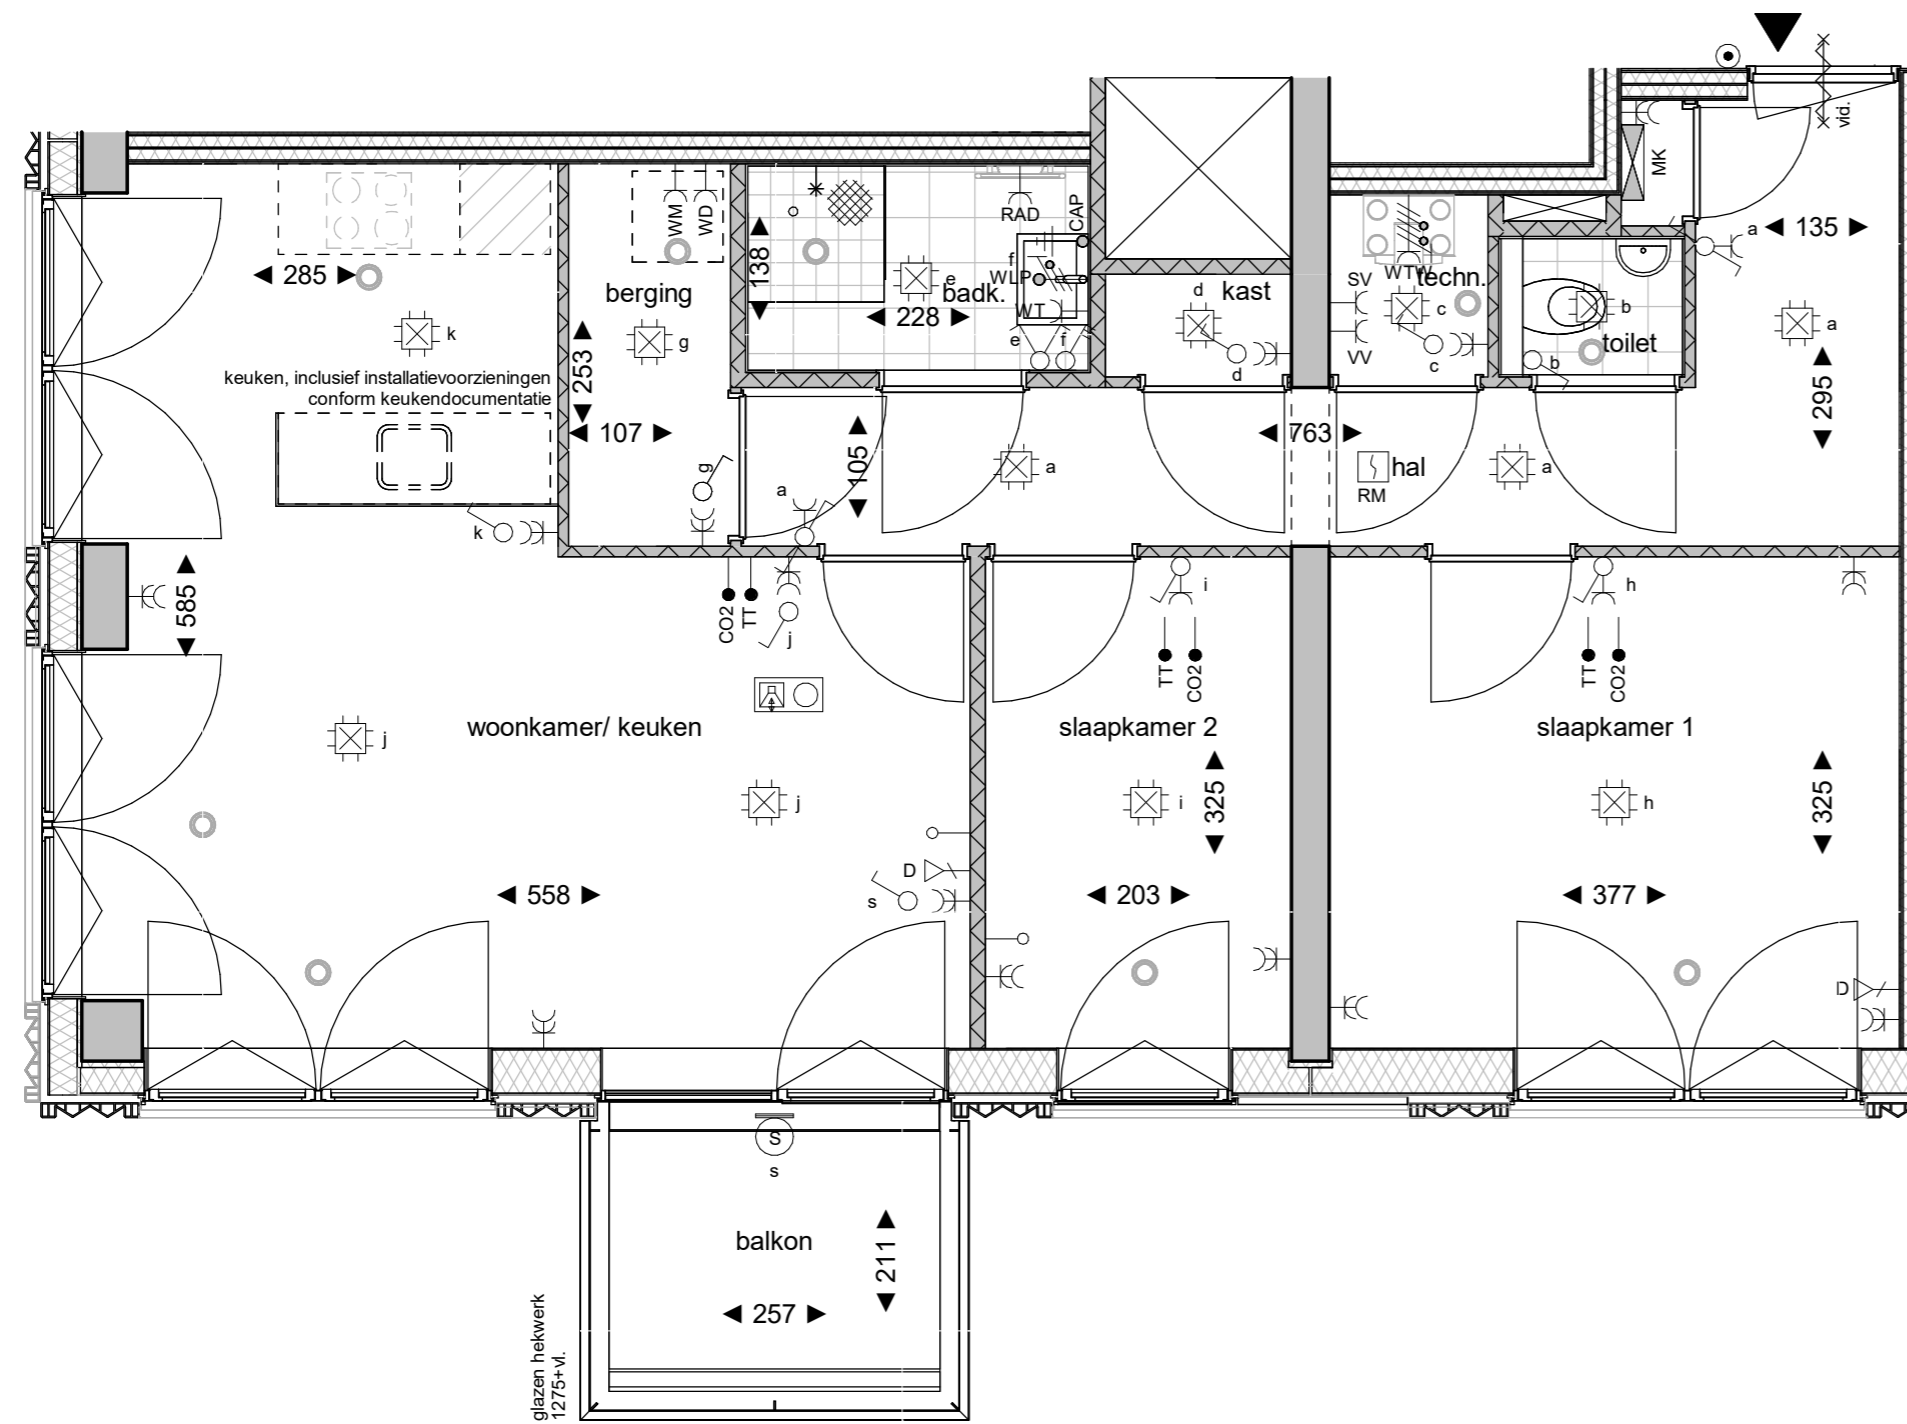 vid.
MK
a
135
285
k
keuken, inclusief installatievoorzieningen
conform keukendocumentatie
k
berging
WM
WD
g
253
107
g
138
RAD
CAP
f
WLP
WT
e
badk.
228
e
f
d
kast
d
SV
VV
WTW
techn.
c
c
b
toilet
b
a
295
105
a
a
763
hal
RM
a
585
CO2
TT
j
i
TT
CO2
h
TT
CO2
woonkamer/ keuken
slaapkamer 2
slaapkamer 1
j
j
i
325
h
325
D
s
558
203
377
D
S
s
balkon
211
257
glazen hekwerk
1275+vl.